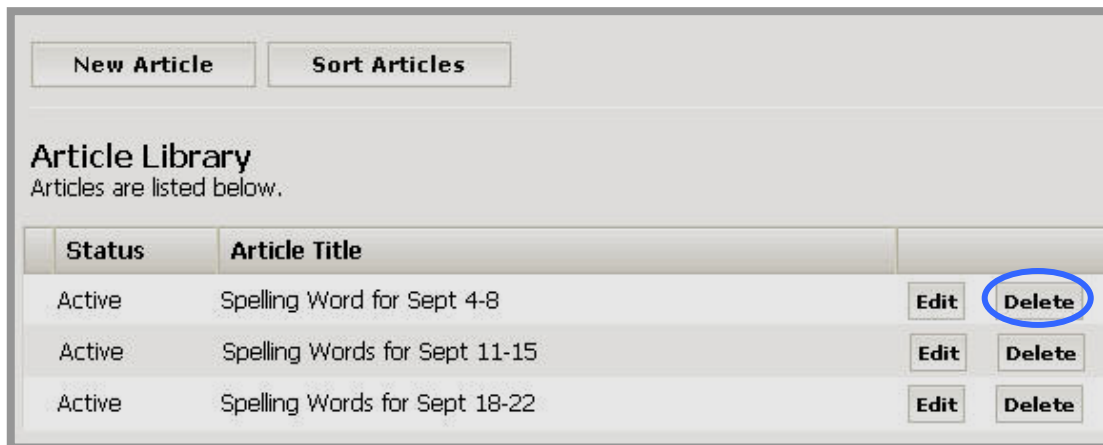 New Article Sort Articles
Article Library
Articles are listed below.
Status Article Title
Active Spelling Word for Sept 4-8 Edit Delete
Active Spelling Words for Sept 11-15 Edit Delete
Active Spelling Words for Sept 18-22 Edit Delete